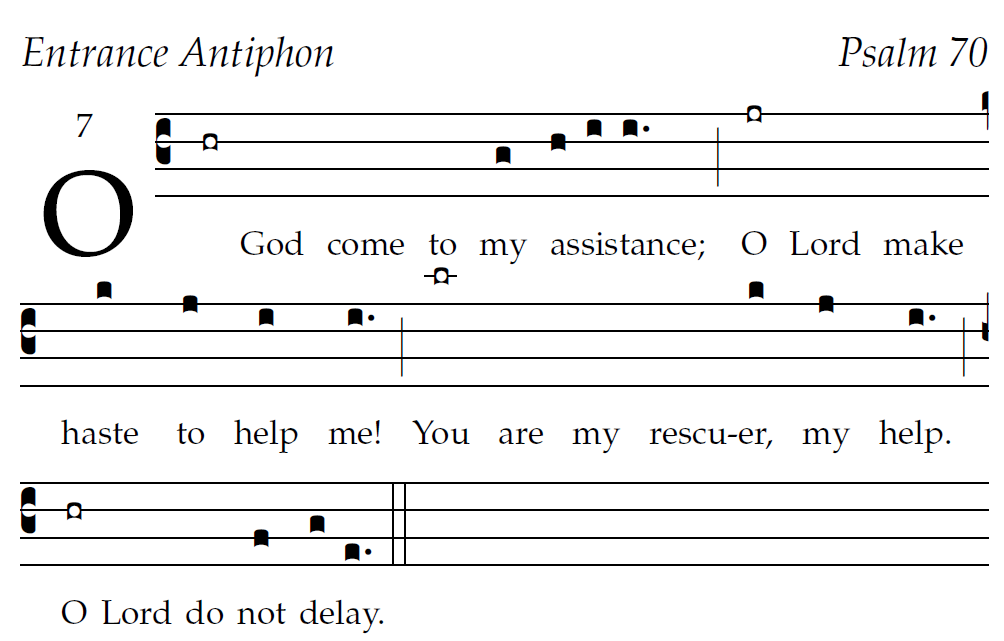 Entrance Antiphon Psalm 70
7
O God come to my assistance; O Lord make
haste to help me! You are my rescu-er, my help.
O Lord do not delay.